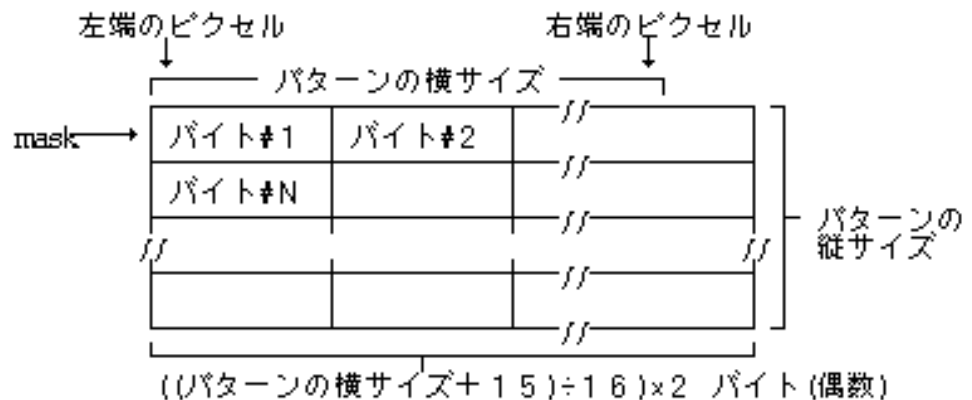 左端のピクセル 右端のピクセル
パターンの横サイズ
mask バイト#1 バイト#2
バイト#N
パターンの
縦サイズ
((パターンの横サイズ+15)÷16)×2 バイト(偶数)